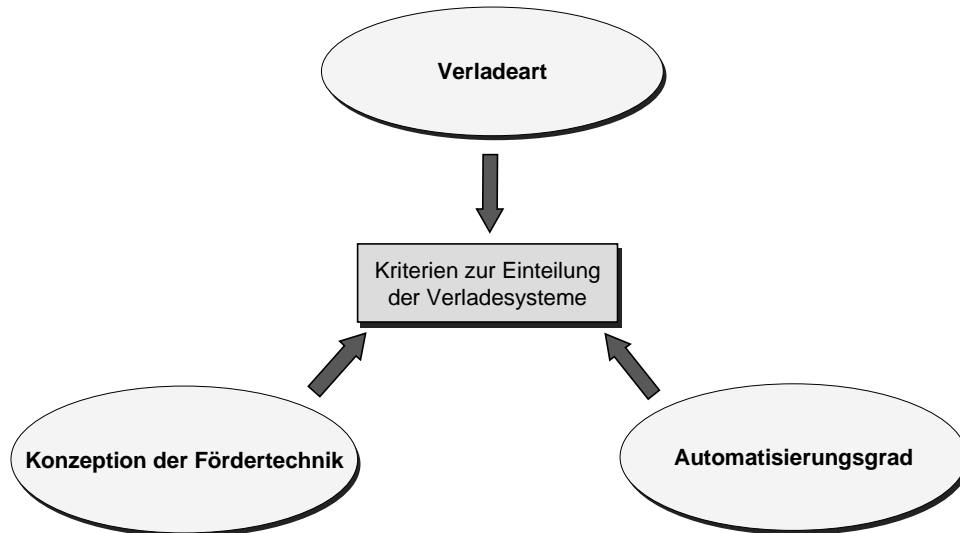 Verladeart
Kriterien zur Einteilung
der Verladesysteme
Konzeption der Fördertechnik
Automatisierungsgrad